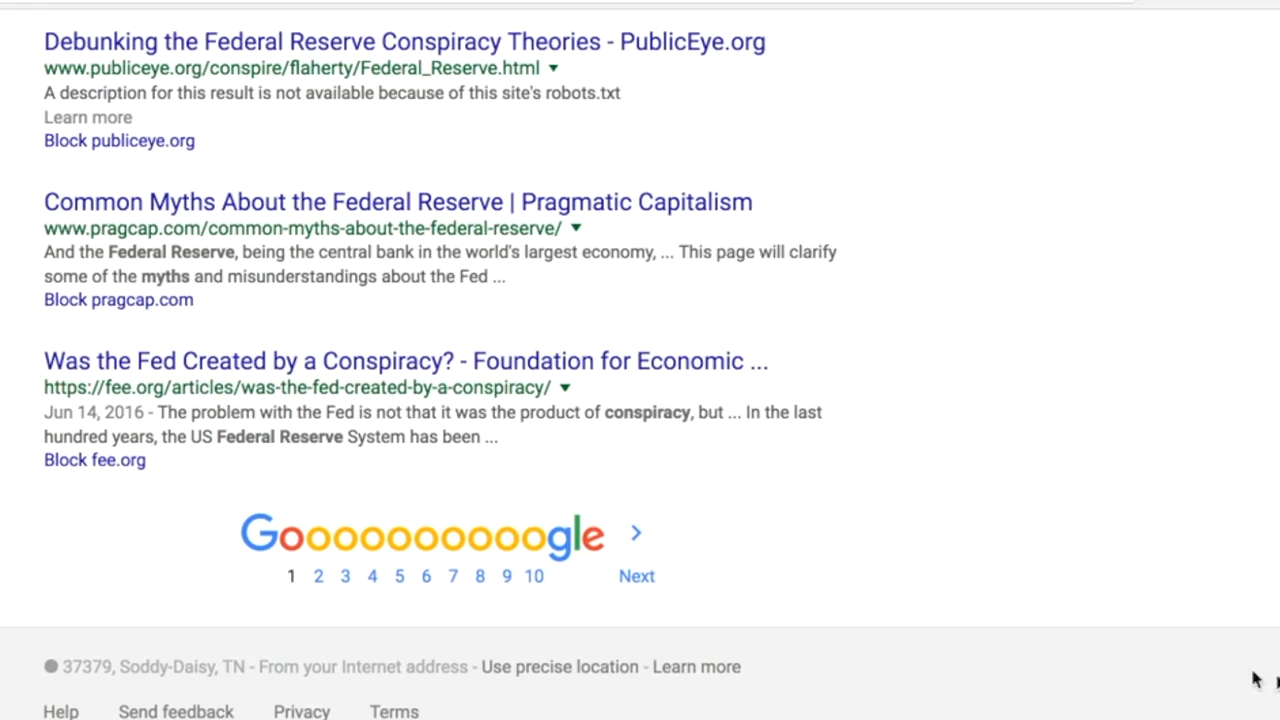 Debunking the Federal Reserve Conspiracy Theories - PublicEye.org
www.publiceye.org/conspire/flaherty/Federal_Reserve.html
A description for this result is not available because of this site's robots.txt
Learn more
Block publiceye.org
Common Myths About the Federal Reserve | Pragmatic Capitalism
www.pragcap.com/common-myths-about-the-federal-reserve/
And the Federal Reserve, being the central bank in the world's largest economy, ... This page will clarify
some of the myths and misunderstandings about the Fed ...
Block pragcap.com
Was the Fed Created by a Conspiracy? - Foundation for Economic ...
https://fee.org/articles/was-the-fed-created-by-a-conspiracy/
Jun 14, 2016 - The problem with the Fed is not that it was the product of conspiracy, but ... In the last
hundred years, the US Federal Reserve System has been ...
Block fee.org
Goooooooooogle
1 2 3 4 5 6 7 8 9 10 Next
37379, Soddy-Daisy, TN - From your Internet address - Use precise location - Learn more
Help Send feedback Privacy Terms